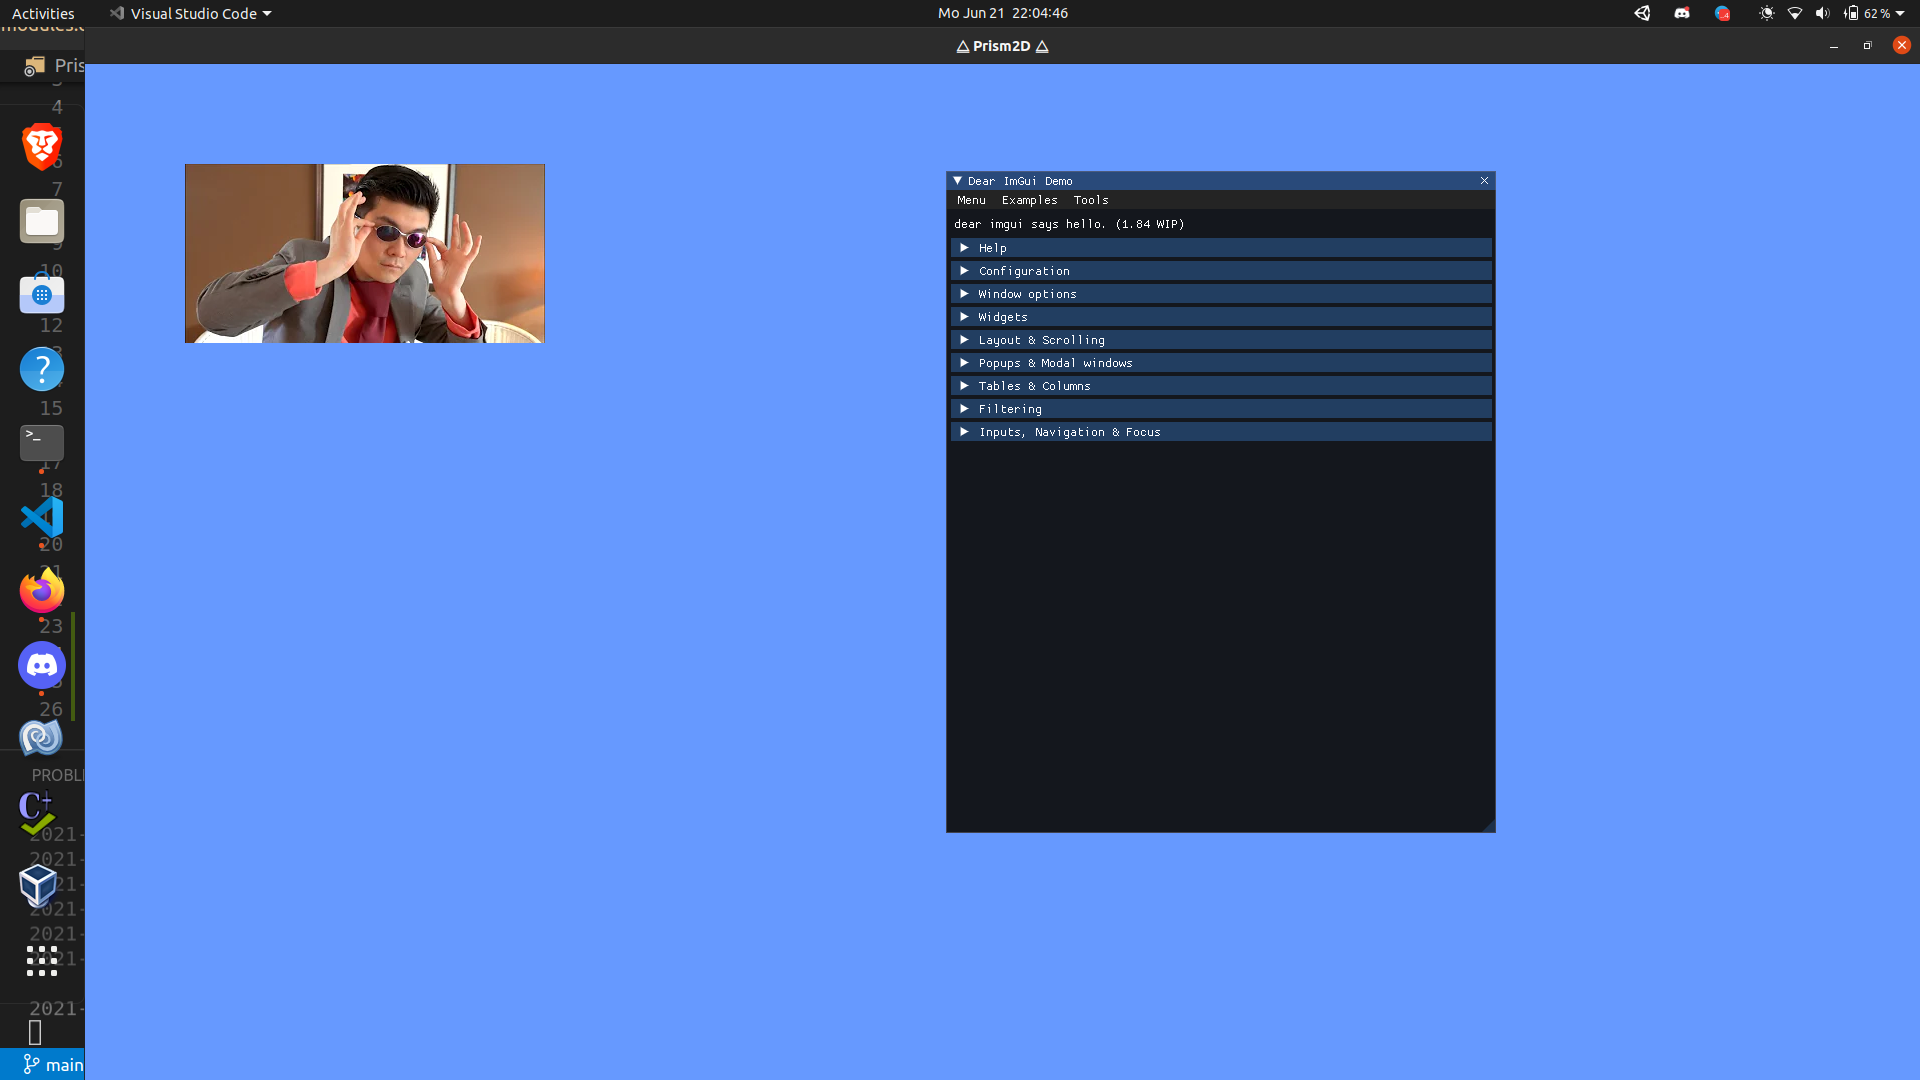 Activities
Visual Studio Code
Mo Jun 21 22:04:46
62 %
Pris
△ Prism2D △
4
7
10
12
15
17
18
20
21
23
26
PROBLE
2021-
2021-
2021-
2021-
2021-
2021-
main
Dear ImGui Demo
Menu Examples Tools
dear imgui says hello. (1.84 WIP)
Help
Configuration
Window options
Widgets
Layout & Scrolling
Popups & Modal windows
Tables & Columns
Filtering
Inputs, Navigation & Focus